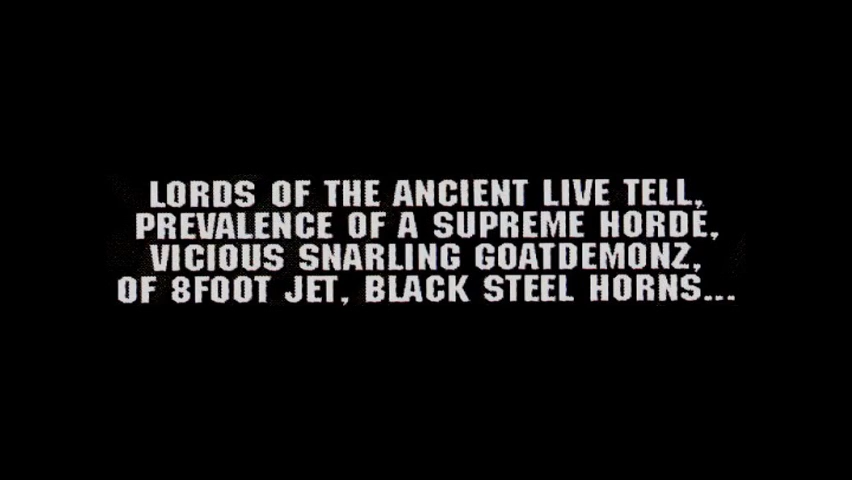 LORDS OF THE ANCIENT LIVE TELL,
PREVALENCE OF A SUPREME HORDE,
VICIOUS SNARLING GOATDEMONZ,
OF 8FOOT JET, BLACK STEEL HORNS...